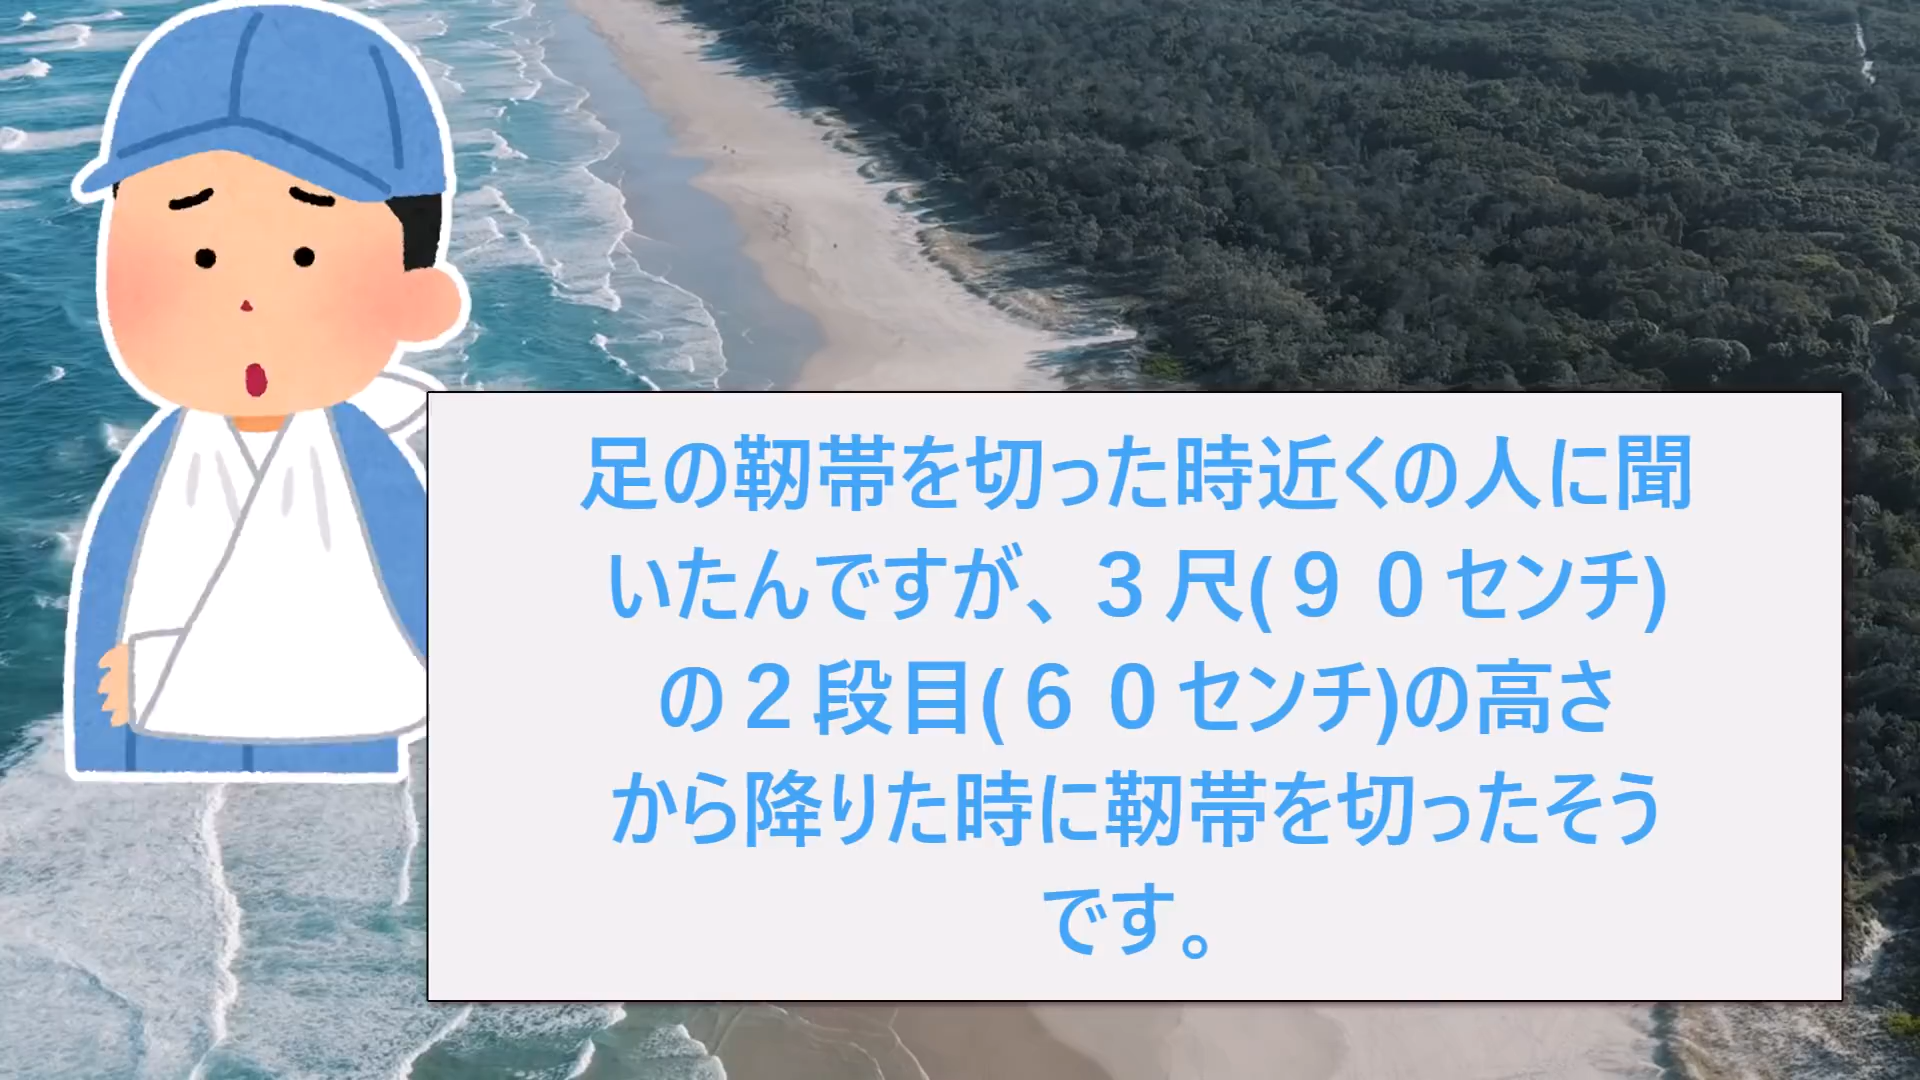 足の靭帯を切った時近くの人に聞
いたんですが、３尺(９０センチ)
の２段目(６０センチ)の高さ
から降りた時に靭帯を切ったそう
です。